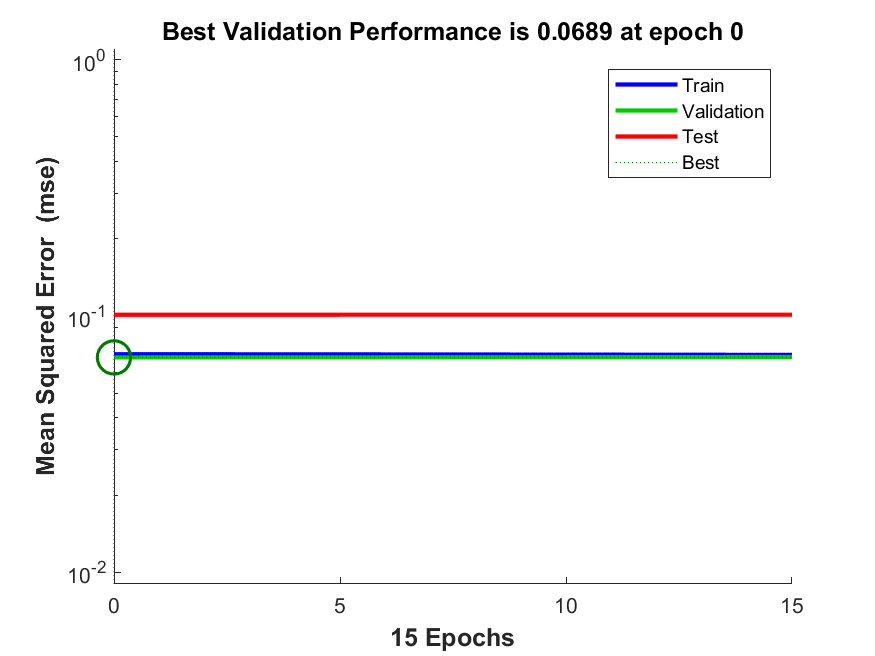 Best Validation Performance is 0.0689 at epoch 0
10^0
Train
Validation
Test
Best
Mean Squared Error  (mse)
10^-1
10^-2
0
5
10
15
15 Epochs